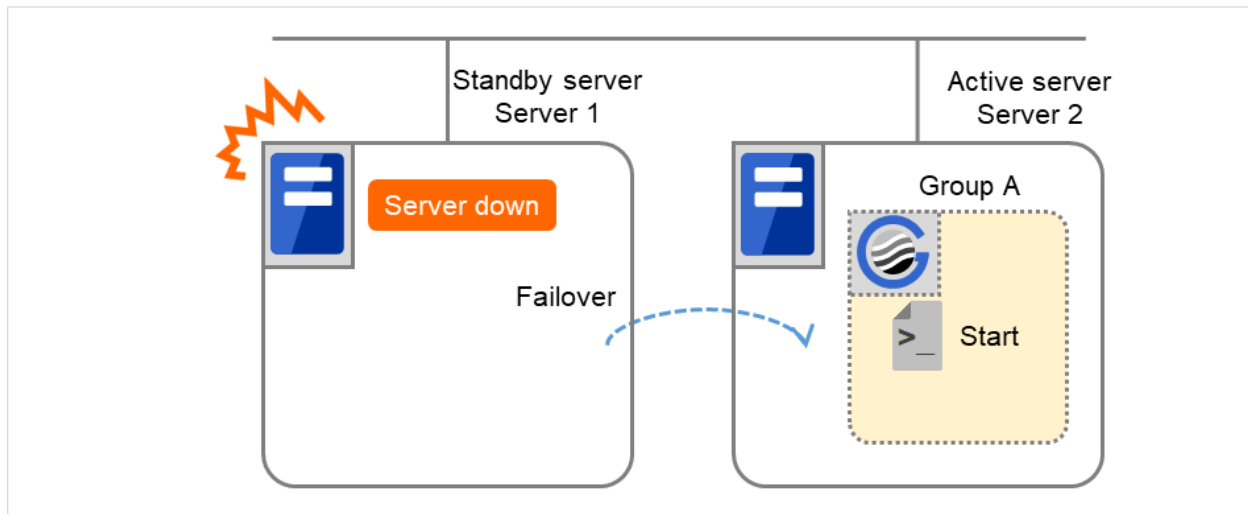 Standby server
Server 1
Active server
Server 2
Server down
Group A
Failover
>_
Start